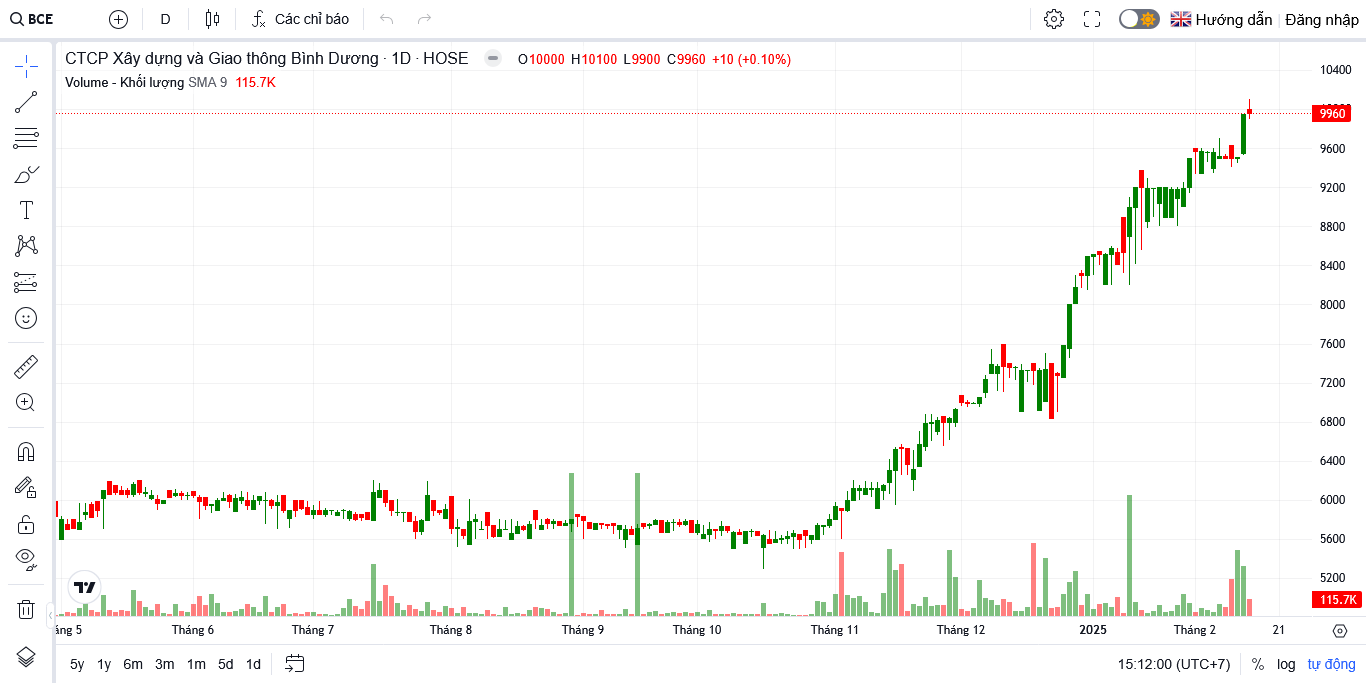 BCE D Các chỉ báo Hướng dẫn Đăng nhập
CTCP Xây dựng và Giao thông Bình Dương · 1D · HOSE O10000 H10100 L9900 C9960 +10 (+0.10%)
Volume - Khối lượng SMA 9 115.7K
10400
9960
9600
9200
8800
8400
8000
7600
7200
6800
6400
6000
5600
5200
115.7K
Tháng 6 Tháng 7 Tháng 8 Tháng 9 Tháng 10 Tháng 11 Tháng 12 2025 Tháng 2 21
5y 1y 6m 3m 1m 5d 1d 15:12:00 (UTC+7) % log tự động